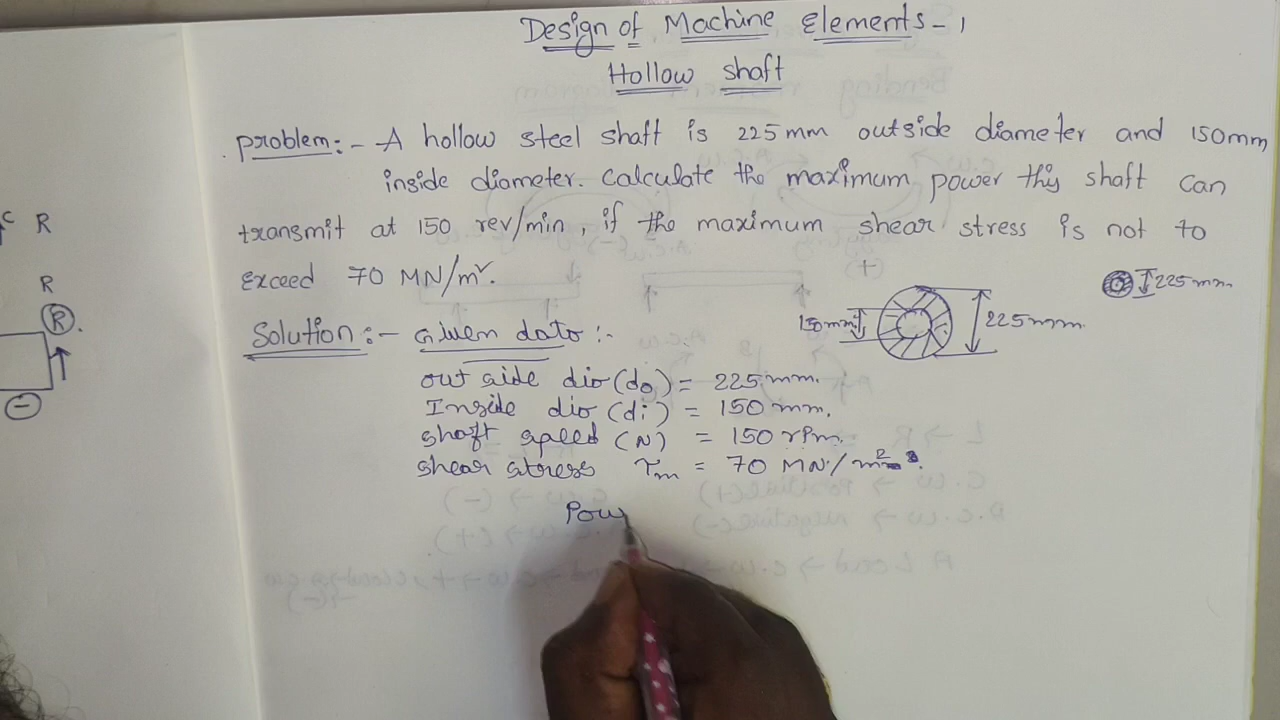 Design of Machine Elements - 1
Hollow shaft
problem:- A hollow steel shaft is 225mm outside diameter and 150mm
inside diameter. Calculate the maximum power this shaft can
transmit at 150 rev/min, if the maximum shear stress is not to
exceed 70 MN/m².
225mm
150mm
225mm
Solution:- Given data:-
out side dia (do) = 225 mm.
Inside dia (di) = 150 mm.
shaft speed (N) = 150 rpm.
shear stress τm = 70 MN/m²
Pow
C R
R
R